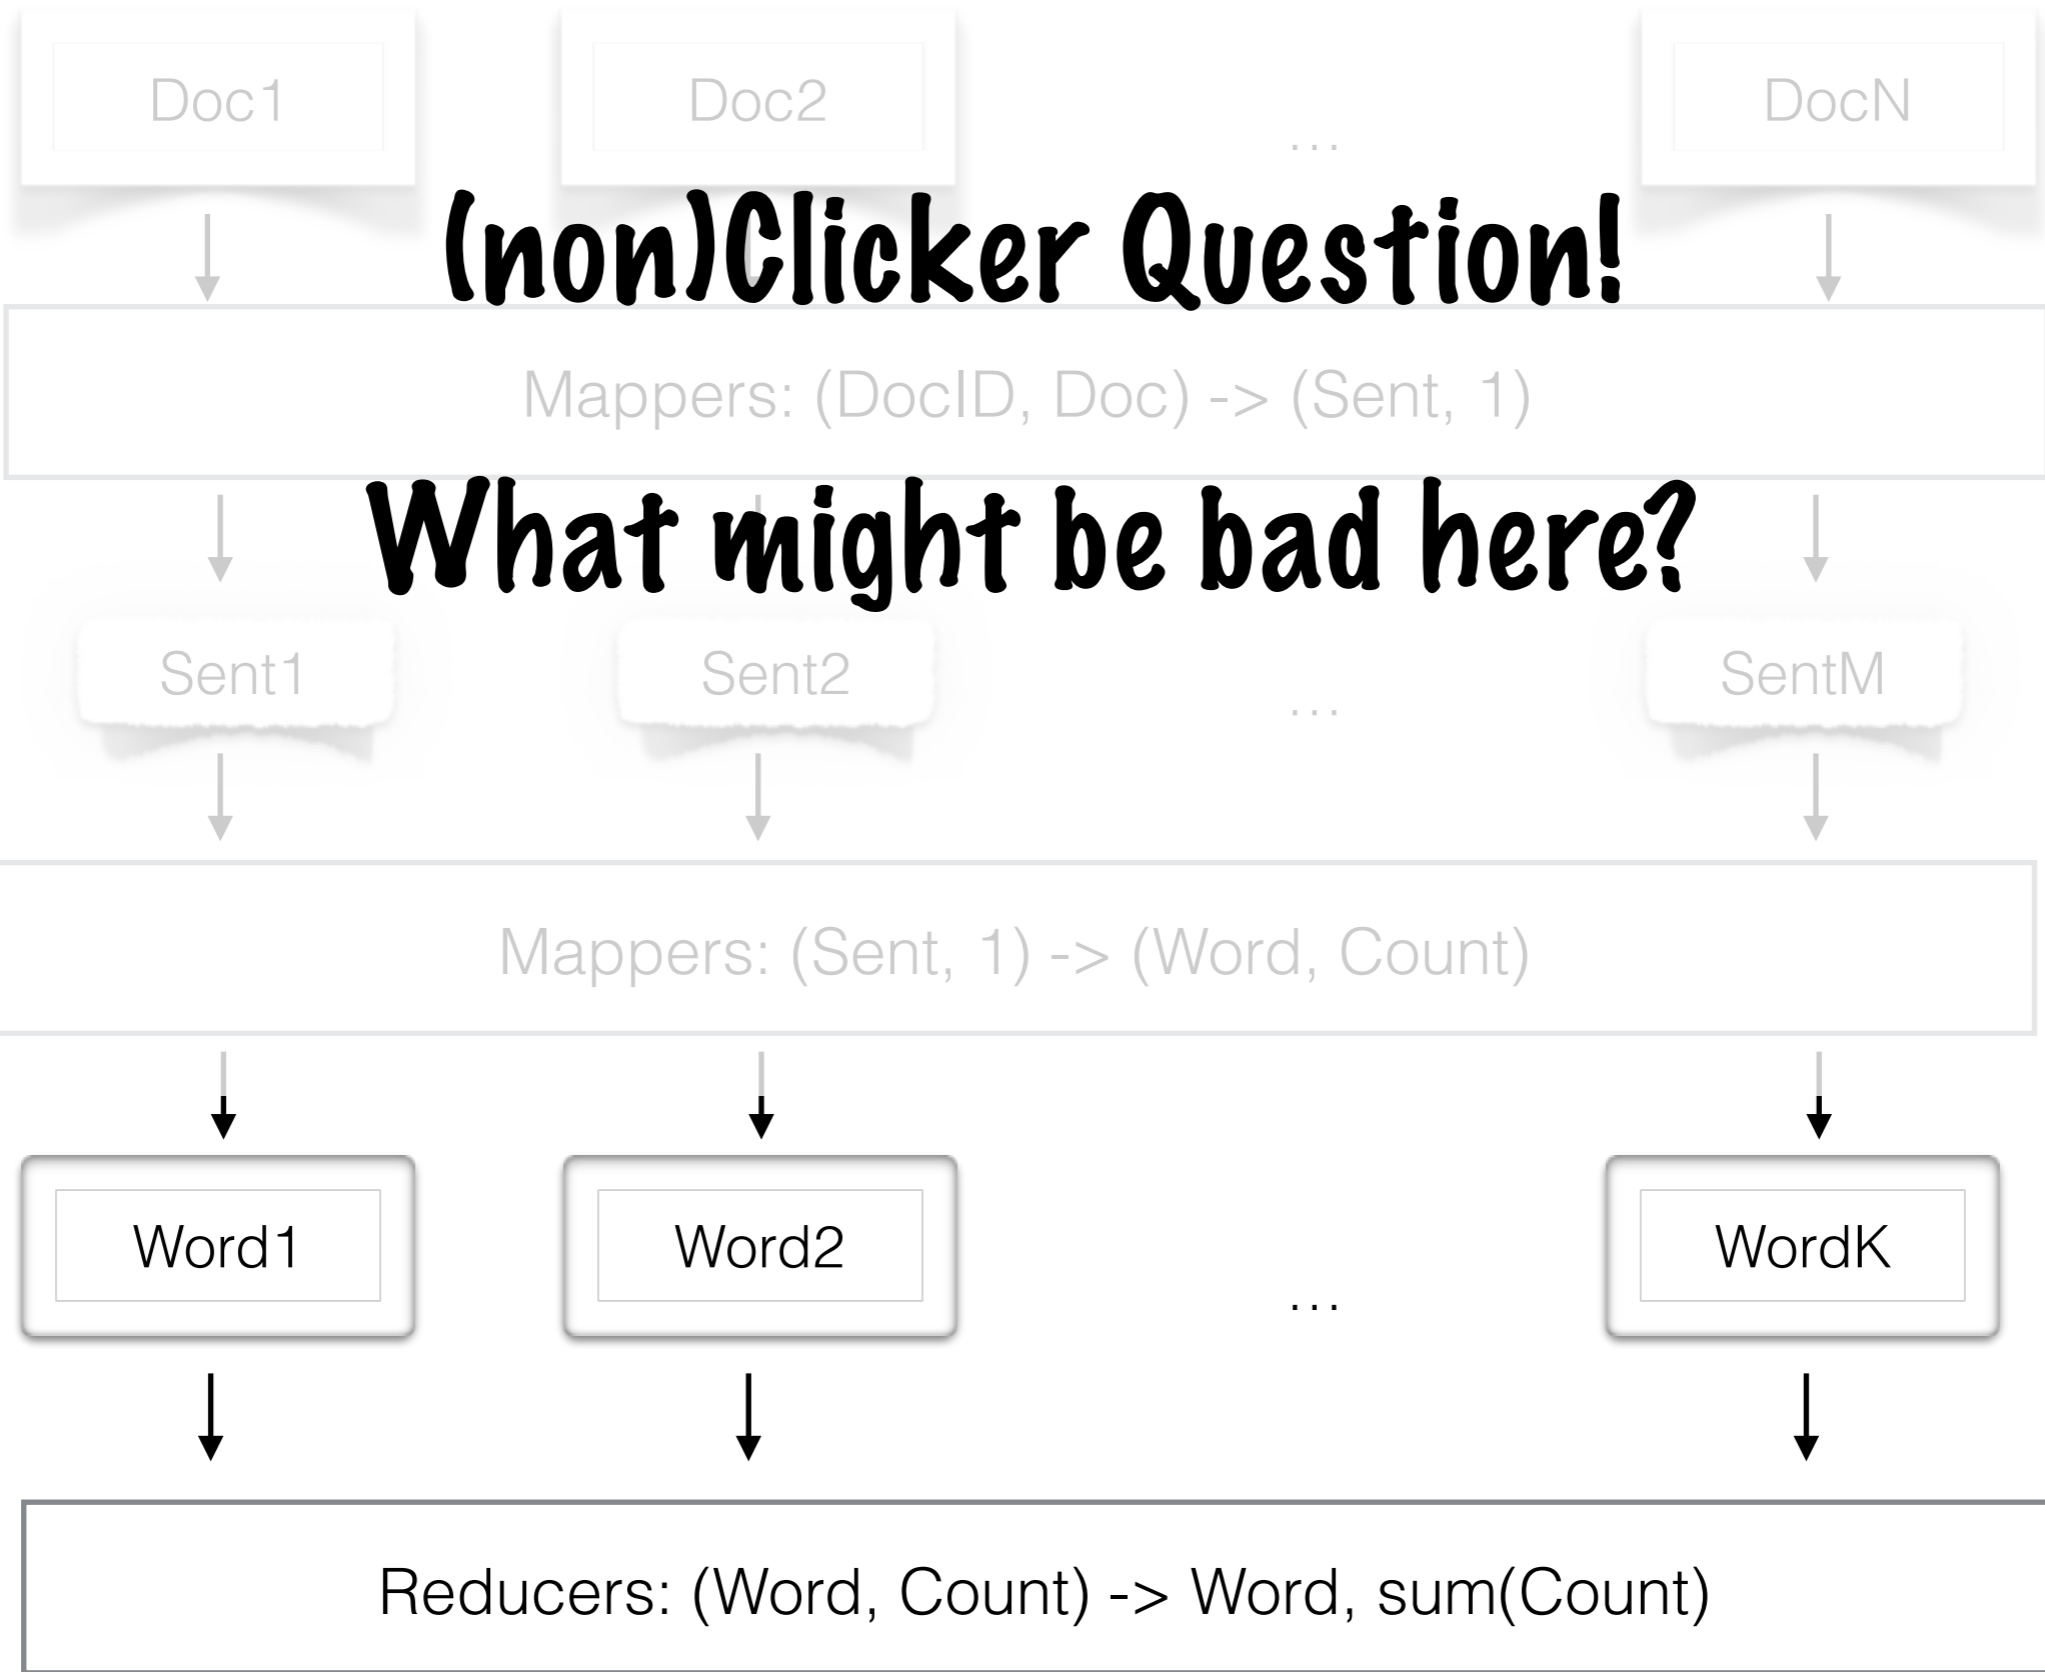 Doc1 Doc2 ... DocN
(non)Clicker Question!
Mappers: (DocID, Doc) -> (Sent, 1)
What might be bad here?
Sent1 Sent2 ... SentM
Mappers: (Sent, 1) -> (Word, Count)
Word1 Word2 ... WordK
Reducers: (Word, Count) -> Word, sum(Count)